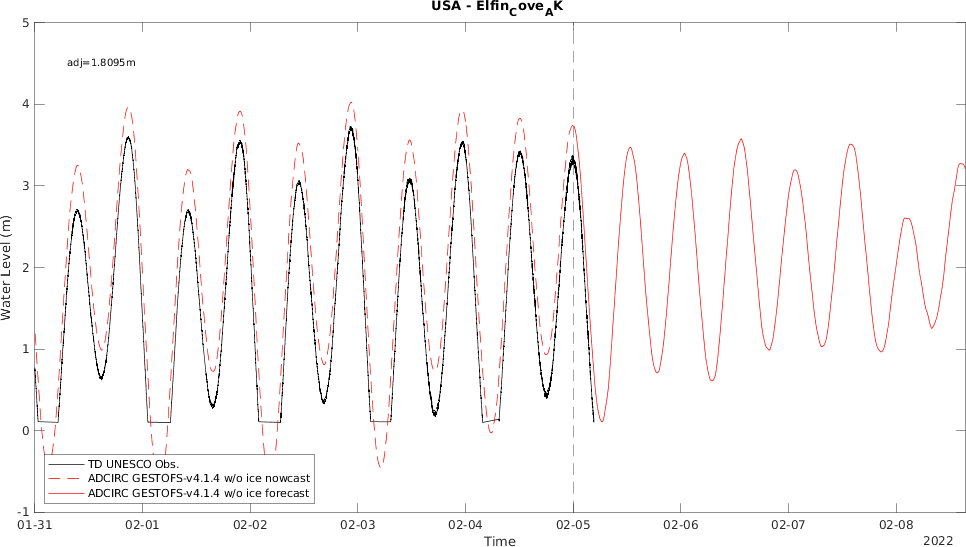 USA - ElfinCoveAK
5
adj=1.8095m
4
3
2
1
0
-1
Water Level (m)
TD UNESCO Obs.
ADCIRC GESTOFS-v4.1.4 w/o ice nowcast
ADCIRC GESTOFS-v4.1.4 w/o ice forecast
01-31 02-01 02-02 02-03 02-04 02-05 02-06 02-07 02-08
Time
2022